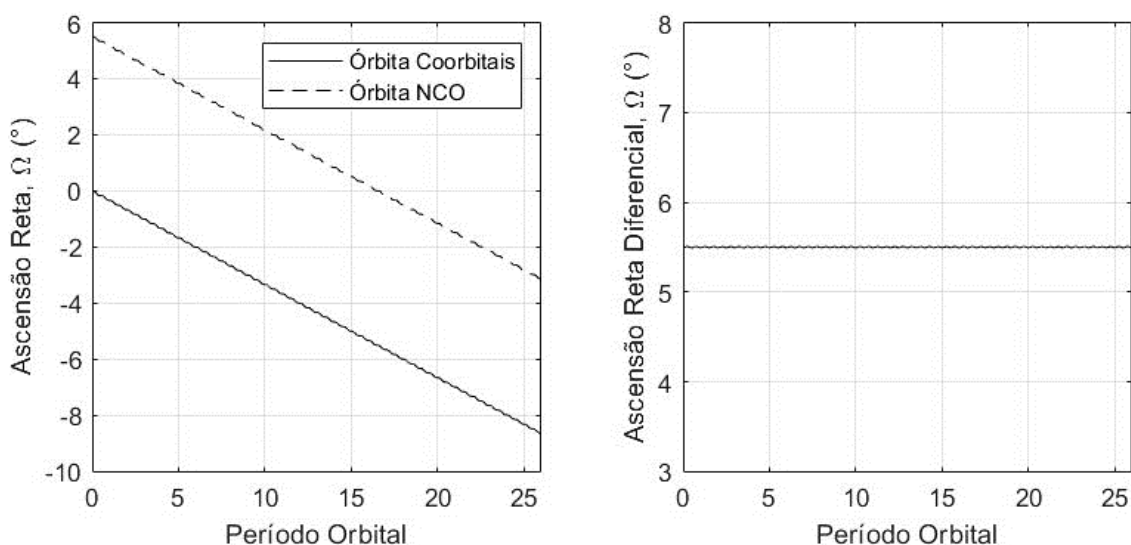 6
4
2
0
-2
-4
-6
-8
-10
Ascensão Reta, Ω (°)
Órbita Coorbitais
Órbita NCO
0 5 10 15 20 25
Período Orbital
8
7
6
5
4
3
Ascensão Reta Diferencial, Ω (°)
0 5 10 15 20 25
Período Orbital